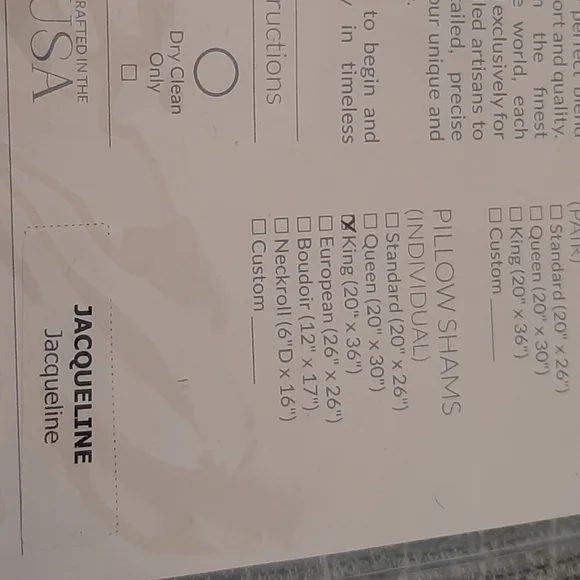 perfect blend
ort and quality.
n the finest
e world, each
exclusively for
led artisans to
ailed, precise
our unique and
to begin and
in timeless
ructions
Dry Clean
Only
RAFTED IN THE
USA
(PAIR)
Standard (20" x 26")
Queen (20" x 30")
King (20" x 36")
Custom
PILLOW SHAMS
(INDIVIDUAL)
Standard (20" x 26")
Queen (20" x 30")
King (20" x 36")
European (26" x 26")
Boudoir (12" x 17").
Neckroll (6"D x 16")
Custom
JACQUELINE
Jacqueline